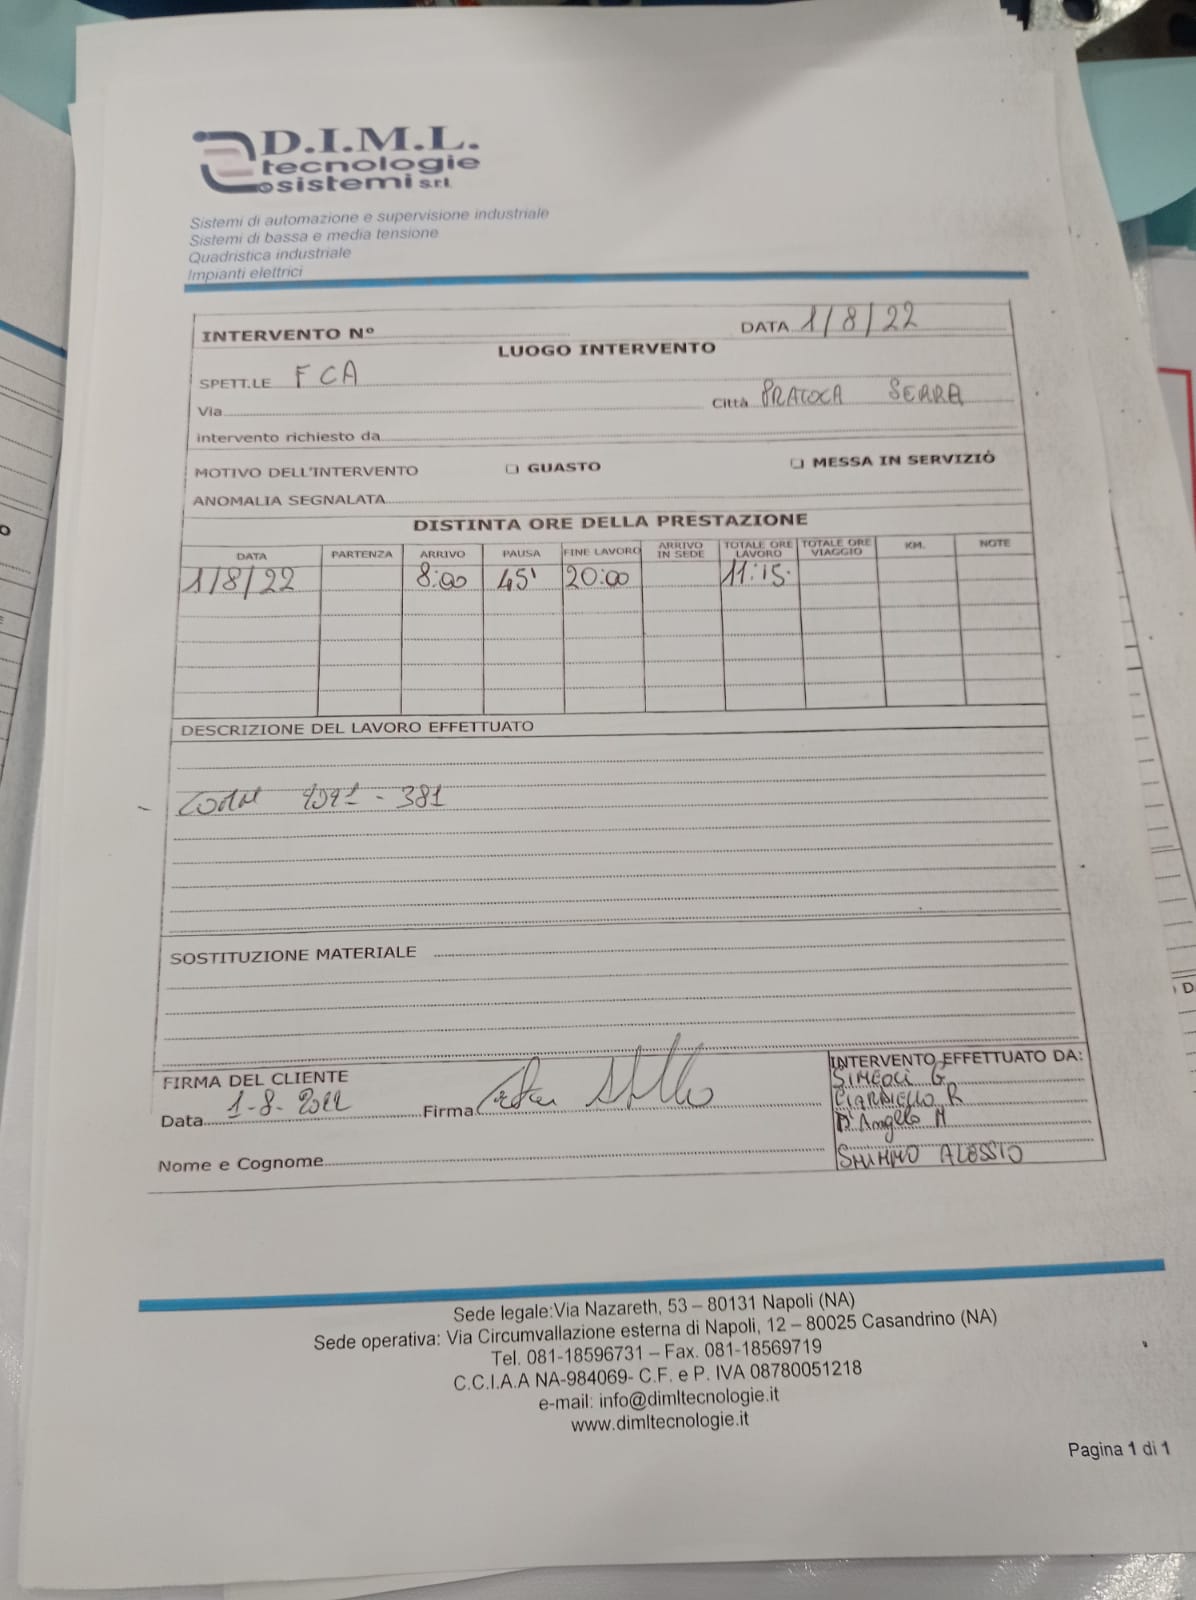 D.I.M.L.
tecnologie
e sistemi s.r.l.
Sistemi di automazione e supervisione industriale
Sistemi di bassa e media tensione
Quadristica industriale
Impianti elettrici
INTERVENTO N° DATA 1/8/22
LUOGO INTERVENTO
SPETT.LE FCA
Via Città PRATOCA SERRA
intervento richiesto da
MOTIVO DELL'INTERVENTO ❑ GUASTO ❑ MESSA IN SERVIZIÒ
ANOMALIA SEGNALATA
DISTINTA ORE DELLA PRESTAZIONE
DATA PARTENZA ARRIVO PAUSA FINE LAVORO ARRIVO IN SEDE TOTALE ORE LAVORO TOTALE ORE VIAGGIO KM. NOTE
1/8/22 8:00 45' 20:00 11:15
DESCRIZIONE DEL LAVORO EFFETTUATO
- 381
SOSTITUZIONE MATERIALE
FIRMA DEL CLIENTE
Data 1-8-2022 Firma
Nome e Cognome
INTERVENTO EFFETTUATO DA:
SIMEOLI G
CIARDIELLO R
D'Angelo M
ALESSIO
Sede legale:Via Nazareth, 53 – 80131 Napoli (NA)
Sede operativa: Via Circumvallazione esterna di Napoli, 12 – 80025 Casandrino (NA)
Tel. 081-18596731 – Fax. 081-18569719
C.C.I.A.A NA-984069- C.F. e P. IVA 08780051218
e-mail: info@dimltecnologie.it
www.dimltecnologie.it
Pagina 1 di 1